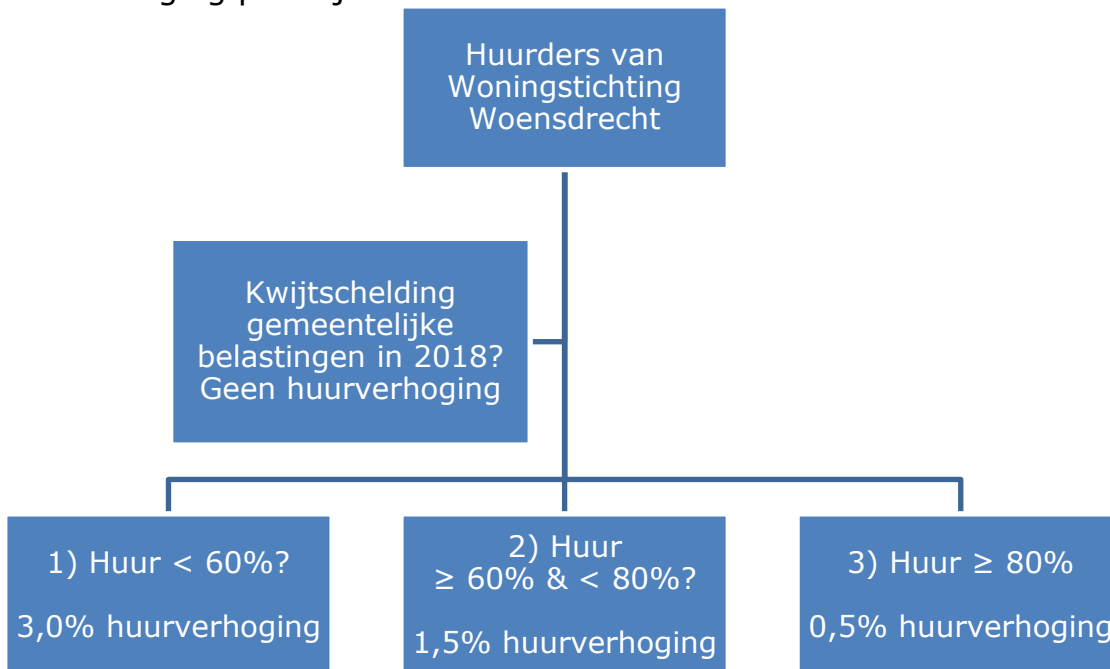 Huurders van
Woningstichting
Woensdrecht
Kwijtschelding
gemeentelijke
belastingen in 2018?
Geen huurverhoging
1) Huur < 60%?
3,0% huurverhoging
2) Huur
≥ 60% & < 80%?
1,5% huurverhoging
3) Huur ≥ 80%
0,5% huurverhoging